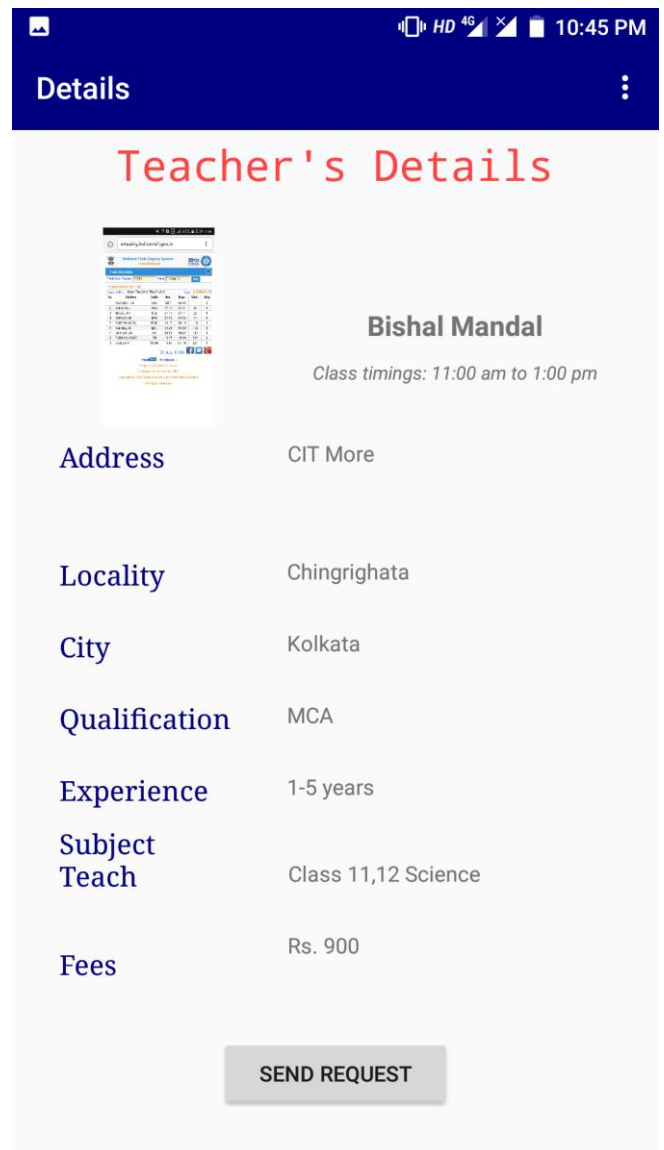 HD 4G 10:45 PM
Details
Teacher's Details
Bishal Mandal
Class timings: 11:00 am to 1:00 pm
Address CIT More
Locality Chingrighata
City Kolkata
Qualification MCA
Experience 1-5 years
Subject
Teach Class 11,12 Science
Fees Rs. 900
SEND REQUEST